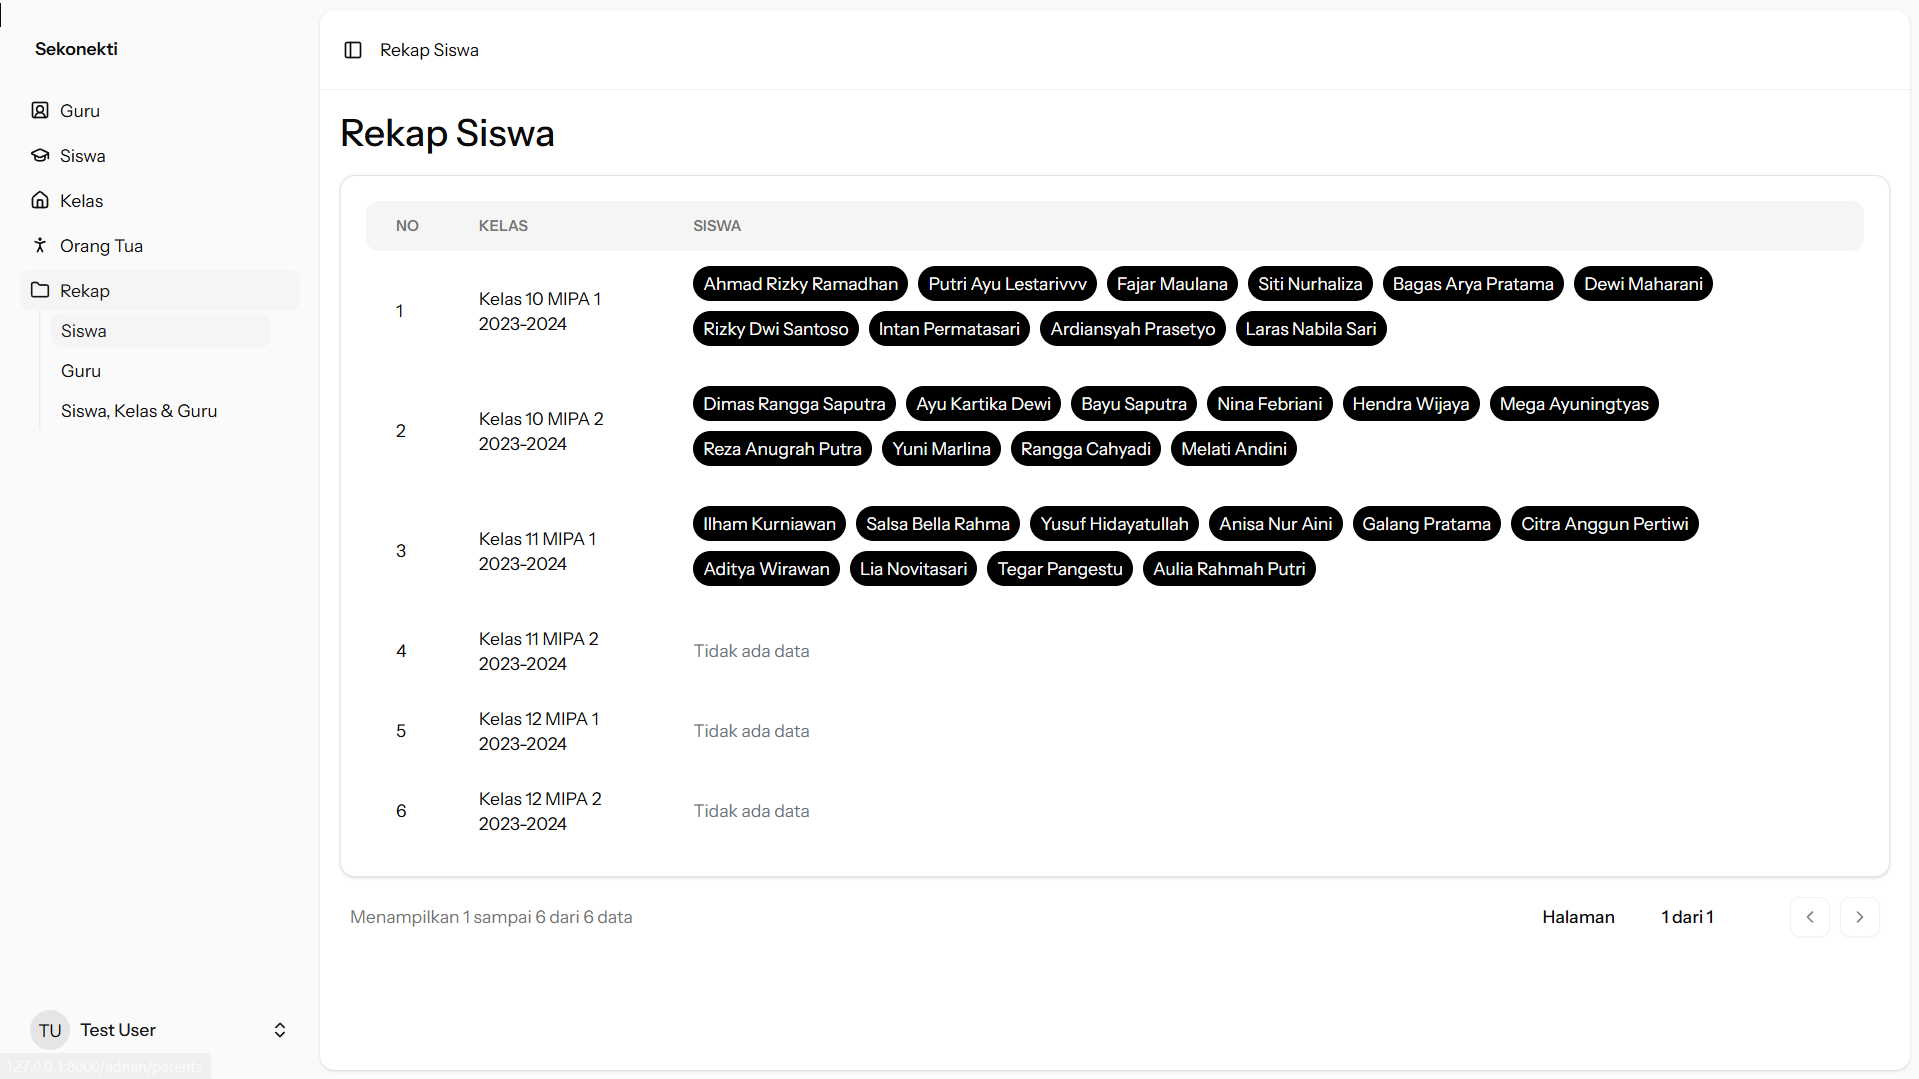 Sekonekti
Guru
Siswa
Kelas
Orang Tua
Rekap
Siswa
Guru
Siswa, Kelas & Guru
TU Test User
127.0.0.1:8000/admin/parents
Rekap Siswa
Rekap Siswa
NO KELAS SISWA
1 Kelas 10 MIPA 1 2023-2024
Ahmad Rizky Ramadhan Putri Ayu Lestarivvv Fajar Maulana Siti Nurhaliza Bagas Arya Pratama Dewi Maharani
Rizky Dwi Santoso Intan Permatasari Ardiansyah Prasetyo Laras Nabila Sari
2 Kelas 10 MIPA 2 2023-2024
Dimas Rangga Saputra Ayu Kartika Dewi Bayu Saputra Nina Febriani Hendra Wijaya Mega Ayuningtyas
Reza Anugrah Putra Yuni Marlina Rangga Cahyadi Melati Andini
3 Kelas 11 MIPA 1 2023-2024
Ilham Kurniawan Salsa Bella Rahma Yusuf Hidayatullah Anisa Nur Aini Galang Pratama Citra Anggun Pertiwi
Aditya Wirawan Lia Novitasari Tegar Pangestu Aulia Rahmah Putri
4 Kelas 11 MIPA 2 2023-2024 Tidak ada data
5 Kelas 12 MIPA 1 2023-2024 Tidak ada data
6 Kelas 12 MIPA 2 2023-2024 Tidak ada data
Menampilkan 1 sampai 6 dari 6 data Halaman 1 dari 1